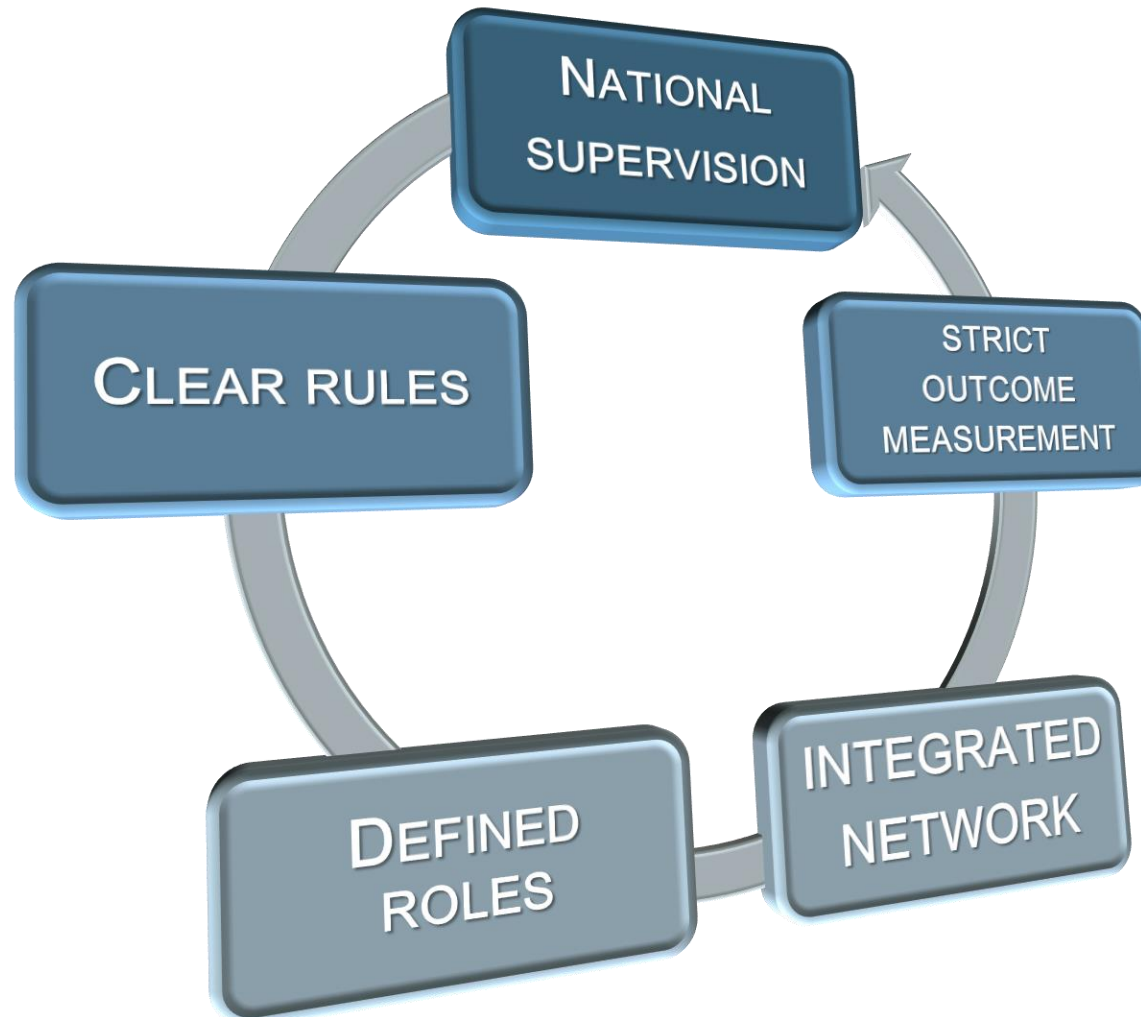 NATIONAL
SUPERVISION
CLEAR RULES
STRICT
OUTCOME
MEASUREMENT
DEFINED
ROLES
INTEGRATED
NETWORK